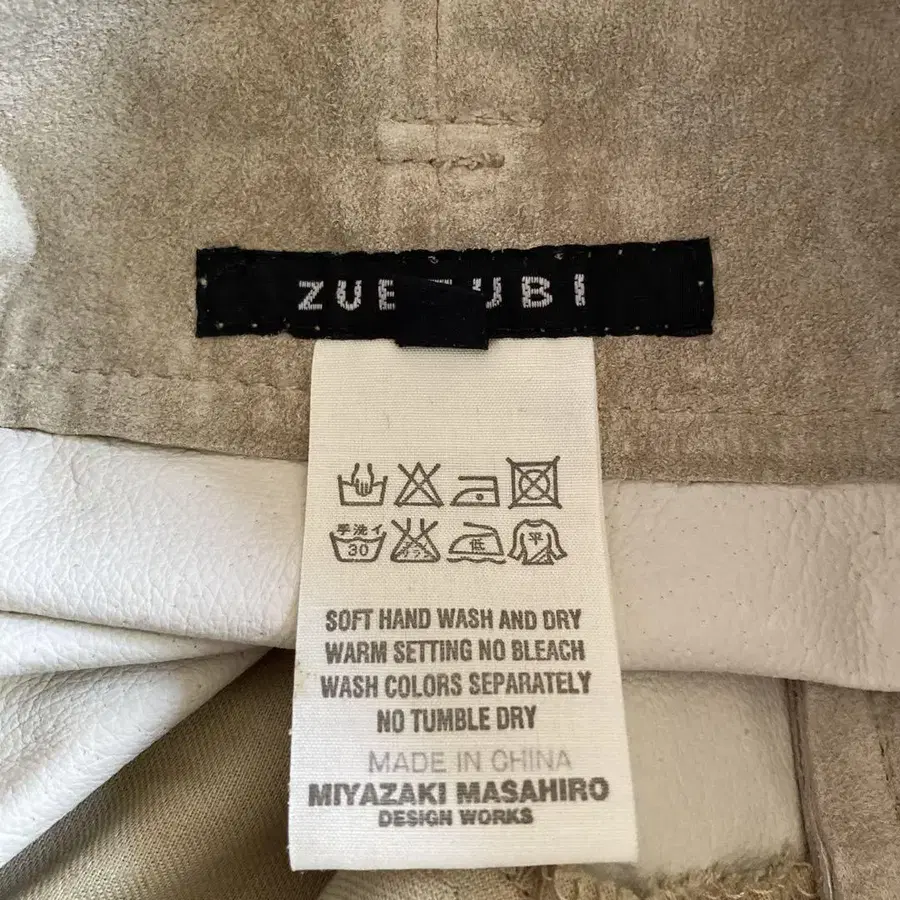 ZUE UBI
手洗イ
30 低 平
SOFT HAND WASH AND DRY
WARM SETTING NO BLEACH
WASH COLORS SEPARATELY
NO TUMBLE DRY
MADE IN CHINA
MIYAZAKI MASAHIRO
DESIGN WORKS